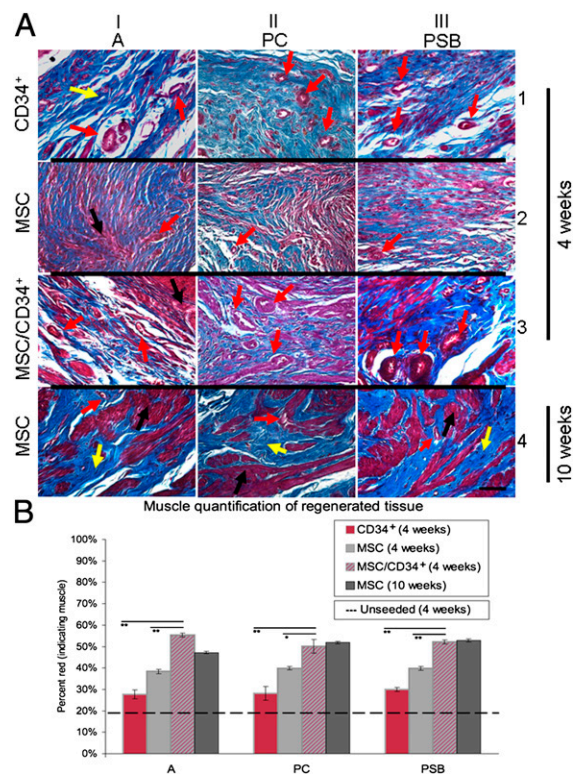 A
I
II
III
A
PC
PSB
CD34+
1
MSC
2
4 weeks
MSC/CD34+
3
MSC
4
10 weeks
B
Muscle quantification of regenerated tissue
CD34+ (4 weeks)
MSC (4 weeks)
MSC/CD34+ (4 weeks)
MSC (10 weeks)
--- Unseeded (4 weeks)
Percent red (indicating muscle)
100%
90%
80%
70%
60%
50%
40%
30%
20%
10%
0%
** ** ** * ** **
A PC PSB